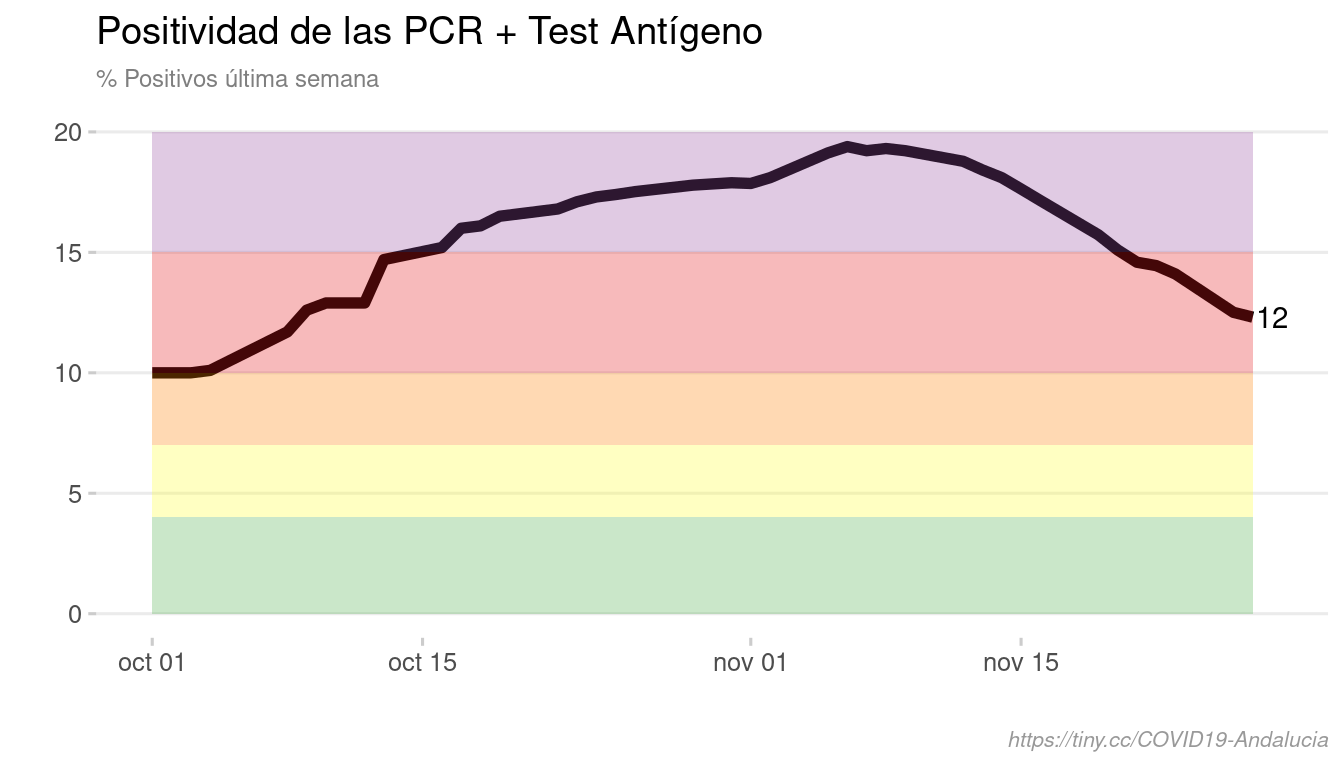 Positividad de las PCR + Test Antígeno
% Positivos última semana
20
15
10
5
0
12
oct 01
oct 15
nov 01
nov 15
https://tiny.cc/COVID19-Andalucia